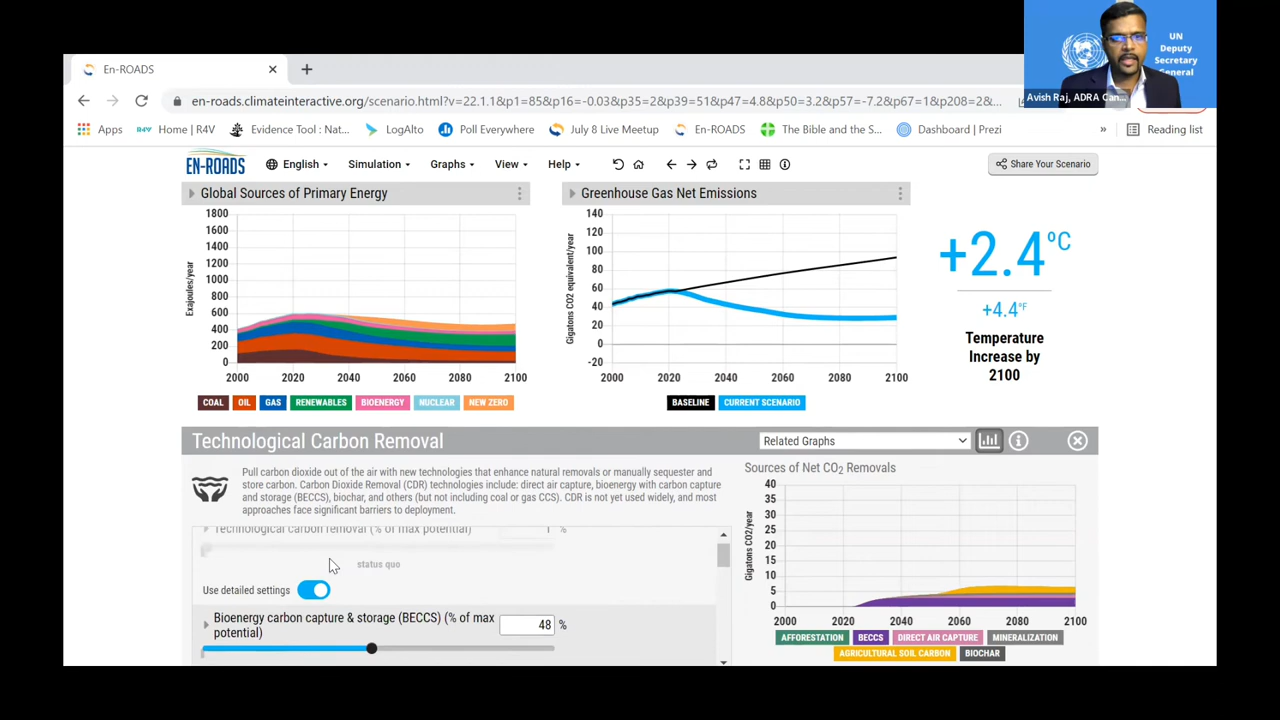 UN
Deputy
Secretary
General
Avish Raj, ADRA Can...
En-ROADS
en-roads.climateinteractive.org/scenario.html?v=22.1.1&p1=85&p16=-0.03&p35=2&p39=51&p47=4.8&p50=3.2&p57=-7.2&p67=1&p208=2&...
Apps
R4V Home | R4V
Evidence Tool : Nat...
LogAlto
Poll Everywhere
July 8 Live Meetup
En-ROADS
The Bible and the S...
Dashboard | Prezi
»
Reading list
EN-ROADS
English
Simulation
Graphs
View
Help
Share Your Scenario
Global Sources of Primary Energy
1800
1600
1400
1200
1000
800
600
400
200
0
Exajoules/year
2000 2020 2040 2060 2080 2100
COAL OIL GAS RENEWABLES BIOENERGY NUCLEAR NEW ZERO
Greenhouse Gas Net Emissions
140
120
100
80
60
40
20
0
-20
Gigatons CO2 equivalent/year
2000 2020 2040 2060 2080 2100
BASELINE CURRENT SCENARIO
+2.4°C
+4.4°F
Temperature
Increase by
2100
Technological Carbon Removal
Related Graphs
Pull carbon dioxide out of the air with new technologies that enhance natural removals or manually sequester and
store carbon. Carbon Dioxide Removal (CDR) technologies include: direct air capture, bioenergy with carbon capture
and storage (BECCS), biochar, and others (but not including coal or gas CCS). CDR is not yet used widely, and most
approaches face significant barriers to deployment.
Technological carbon removal (% of max potential) 1 %
status quo
Use detailed settings
Bioenergy carbon capture & storage (BECCS) (% of max
potential)
48 %
Sources of Net CO2 Removals
40
35
30
25
20
15
10
5
0
Gigatons CO2/year
2000 2020 2040 2060 2080 2100
AFFORESTATION BECCS DIRECT AIR CAPTURE MINERALIZATION
AGRICULTURAL SOIL CARBON BIOCHAR